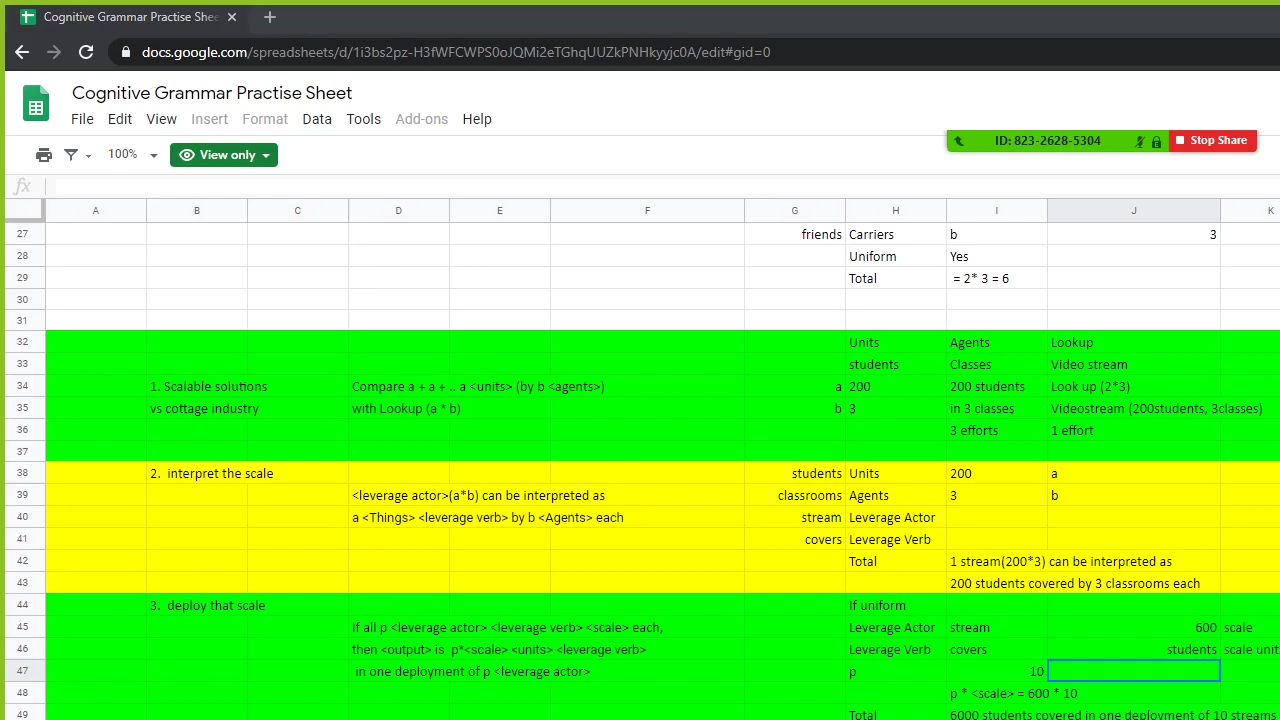 Cognitive Grammar Practise Shee
docs.google.com/spreadsheets/d/1i3bs2pz-H3fWFCWPS0oJQMi2eTGhqUUZkPNHkyyjc0A/edit#gid=0
Cognitive Grammar Practise Sheet
File Edit View Insert Format Data Tools Add-ons Help
100% View only ID: 823-2628-5304 Stop Share
fx
A B C D E F G H I J K
27 friends Carriers b 3
28 Uniform Yes
29 Total = 2* 3 = 6
30
31
32 Units Agents Lookup
33 students Classes Video stream
34 1. Scalable solutions Compare a + a + .. a <units> (by b <agents>) a 200 200 students Look up (2*3)
35 vs cottage industry with Lookup (a * b) b 3 in 3 classes Videostream (200students, 3classes)
36 3 efforts 1 effort
37
38 2. interpret the scale students Units 200 a
39 <leverage actor>(a*b) can be interpreted as classrooms Agents 3 b
40 a <Things> <leverage verb> by b <Agents> each stream Leverage Actor
41 covers Leverage Verb
42 Total 1 stream(200*3) can be interpreted as
43 200 students covered by 3 classrooms each
44 3. deploy that scale If uniform
45 If all p <leverage actor> <leverage verb> <scale> each, Leverage Actor stream 600 scale
46 then <output> is p*<scale> <units> <leverage verb> Leverage Verb covers students scale unit
47 in one deployment of p <leverage actor> p 10
48 p * <scale> = 600 * 10
49 Total 6000 students covered in one deployment of 10 streams